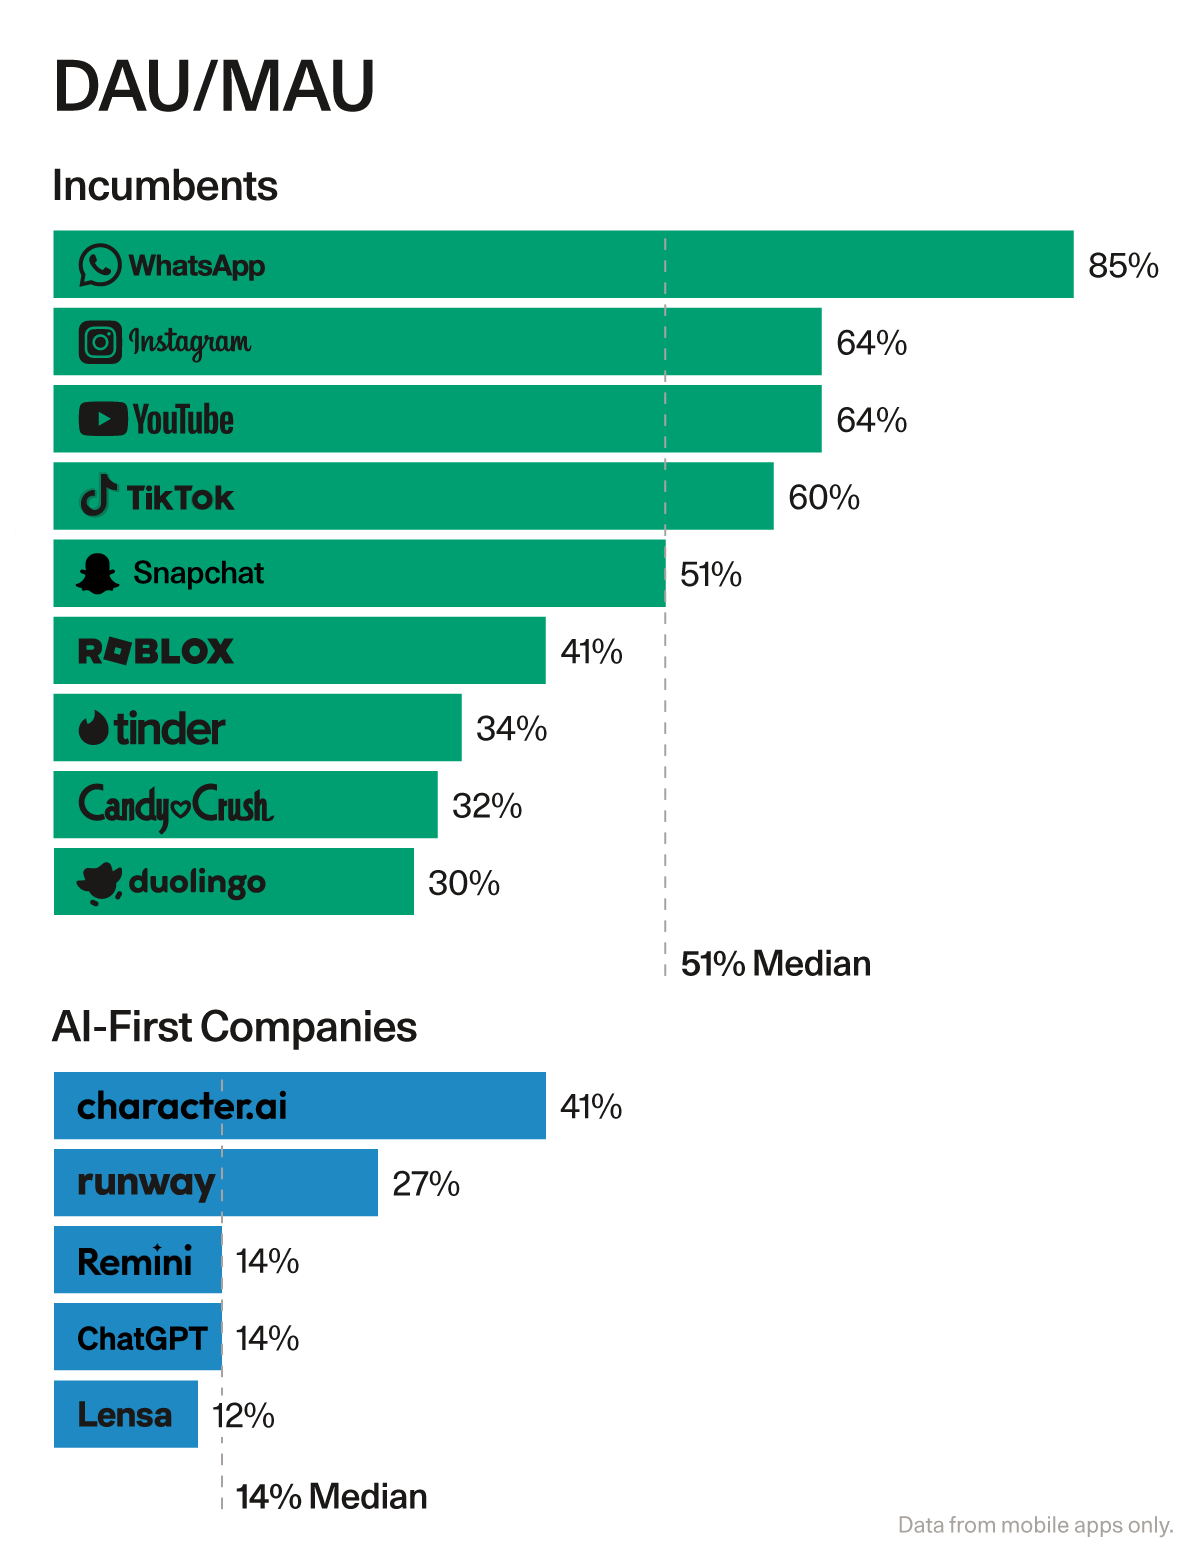 DAU/MAU
Incumbents
WhatsApp 85%
Instagram 64%
YouTube 64%
TikTok 60%
Snapchat 51%
ROBLOX 41%
tinder 34%
Candy Crush 32%
duolingo 30%
51% Median
AI-First Companies
character.ai 41%
runway 27%
Remini 14%
ChatGPT 14%
Lensa 12%
14% Median
Data from mobile apps only.